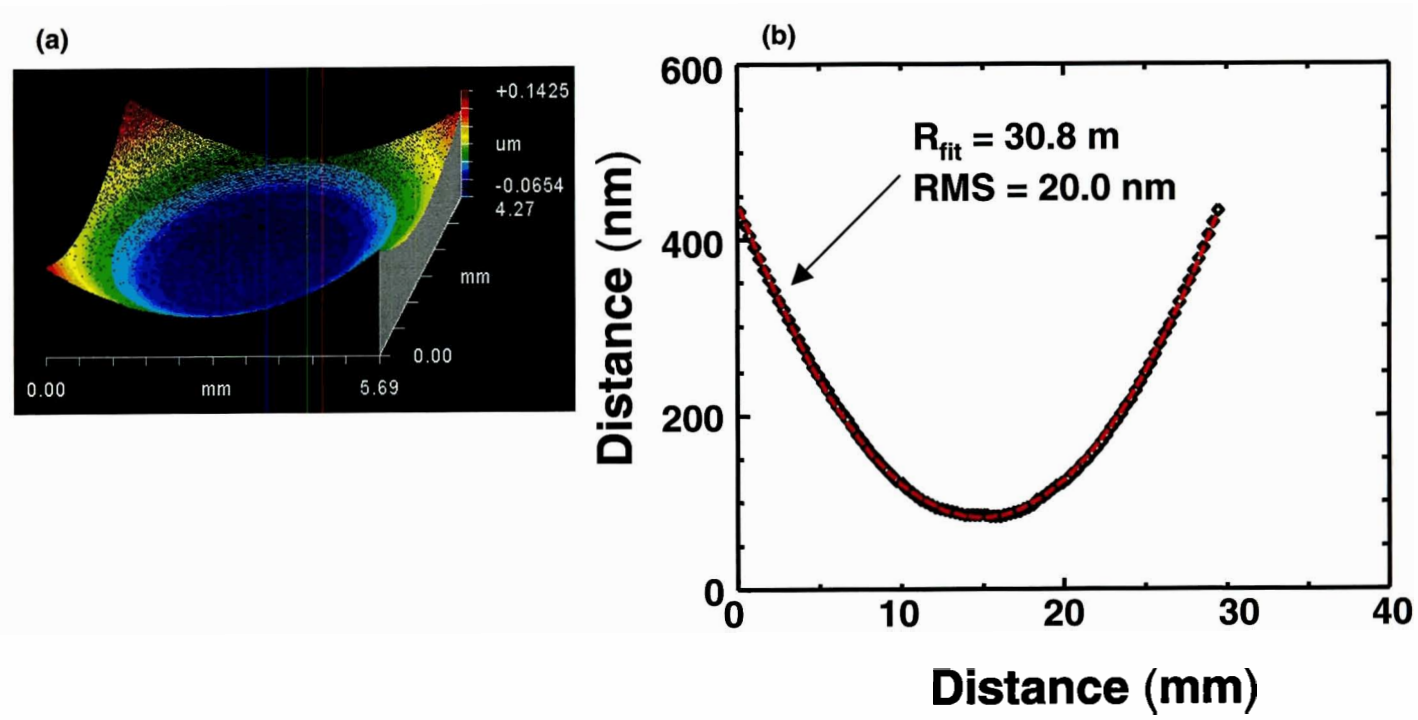 (a)
+0.1425
um
-0.0654
4.27
mm
0.00
0.00 mm 5.69
(b)
600
400
200
0
0 10 20 30 40
Distance (nm)
R_fit = 30.8 m
RMS = 20.0 nm
Distance (mm)